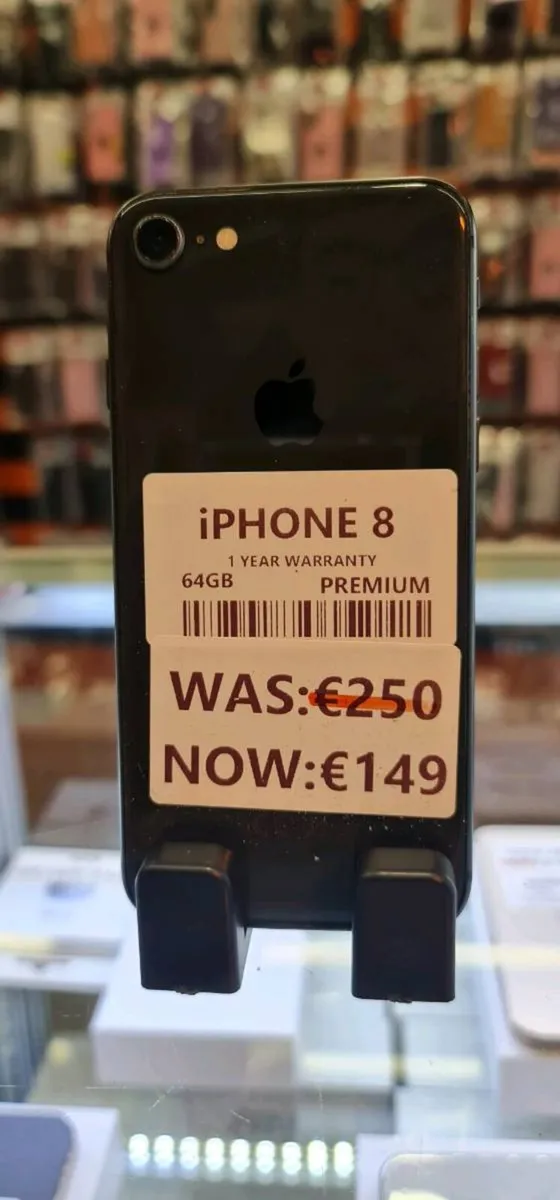 iPHONE 8
1 YEAR WARRANTY
64GB PREMIUM
WAS:€250
NOW:€149